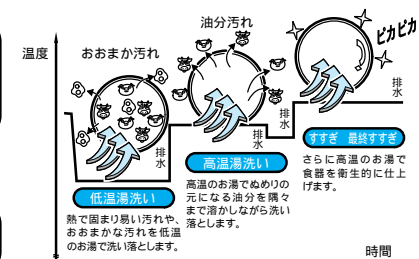 温度
おおまか汚れ
油分汚れ
ピカピカ
排水
排水
排水
低温湯洗い
高温湯洗い
すすぎ 最終すすぎ
熱で固まり易い汚れや、
おおまかな汚れを低温
のお湯で洗い落とします。
高温のお湯でぬめりの
元になる油分を隅々
まで溶かしながら洗い
落とします。
さらに高温のお湯で
食器を衛生的に仕上
げます。
時間